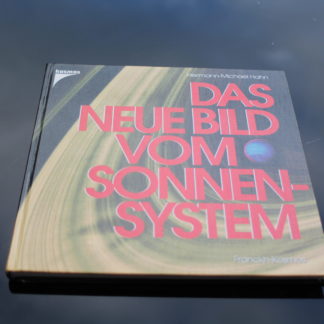 kosmos
Hermann-Michael Hahn
DAS
NEUE BILD
VOM
SONNEN-
SYSTEM
Franckh-Kosmos